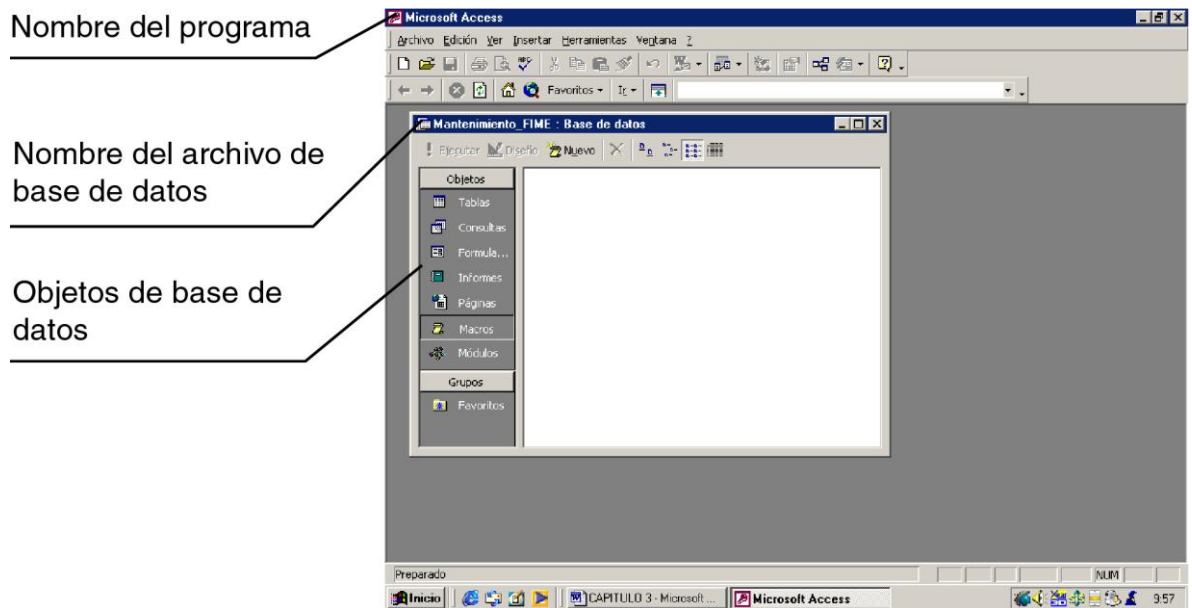 Nombre del programa
Nombre del archivo de
base de datos
Objetos de base de
datos
Microsoft Access
Archivo Edición Ver Insertar Herramientas Ventana ?
Favoritos Ir
Mantenimiento_FIME : Base de datos
Ejecutar Diseño Nuevo
Objetos
Tablas
Consultas
Formula...
Informes
Páginas
Macros
Módulos
Grupos
Favoritos
Preparado
NUM
Inicio
CAPITULO 3 - Microsoft ...
Microsoft Access
9:57